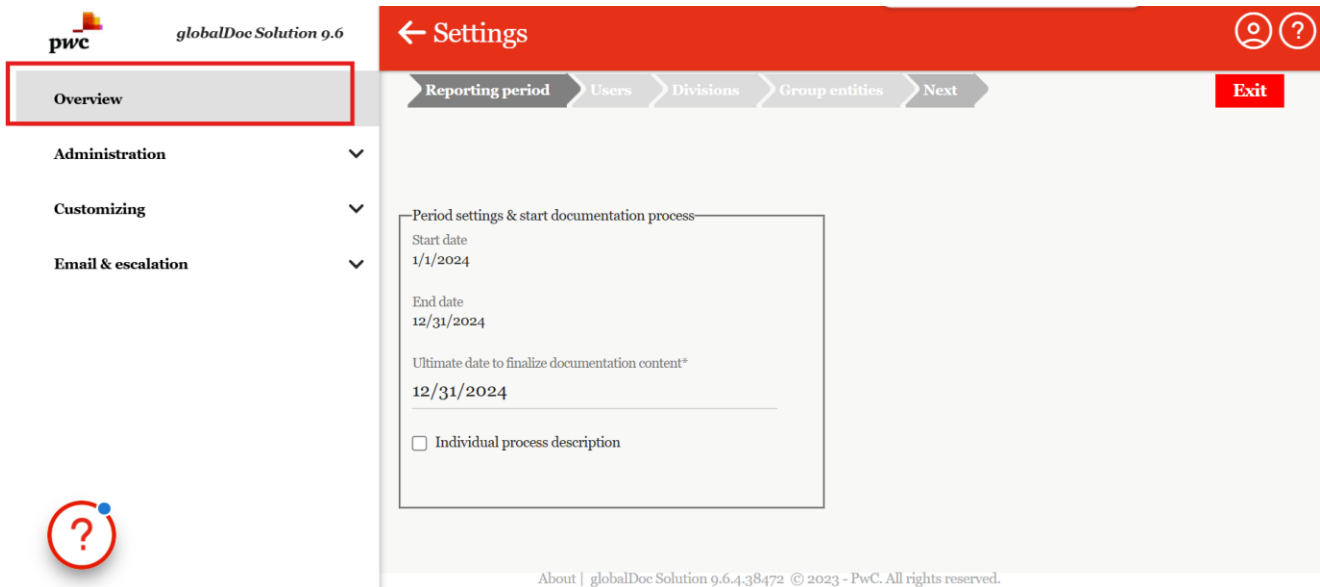 pwc
globalDoc Solution 9.6
Settings
?
Overview
Administration
Customizing
Email & escalation
Reporting period
Users
Divisions
Group entities
Next
Exit
Period settings & start documentation process
Start date
1/1/2024
End date
12/31/2024
Ultimate date to finalize documentation content*
12/31/2024
Individual process description
?
About | globalDoc Solution 9.6.4.38472 © 2023 - PwC. All rights reserved.